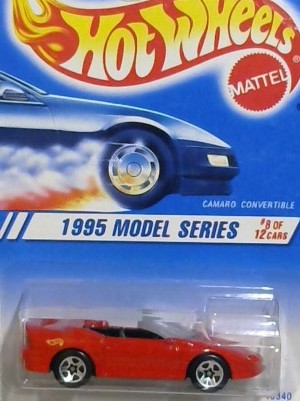 Hot Wheels
MATTEL
CAMARO CONVERTIBLE
1995 MODEL SERIES
#8 OF
12 CARS